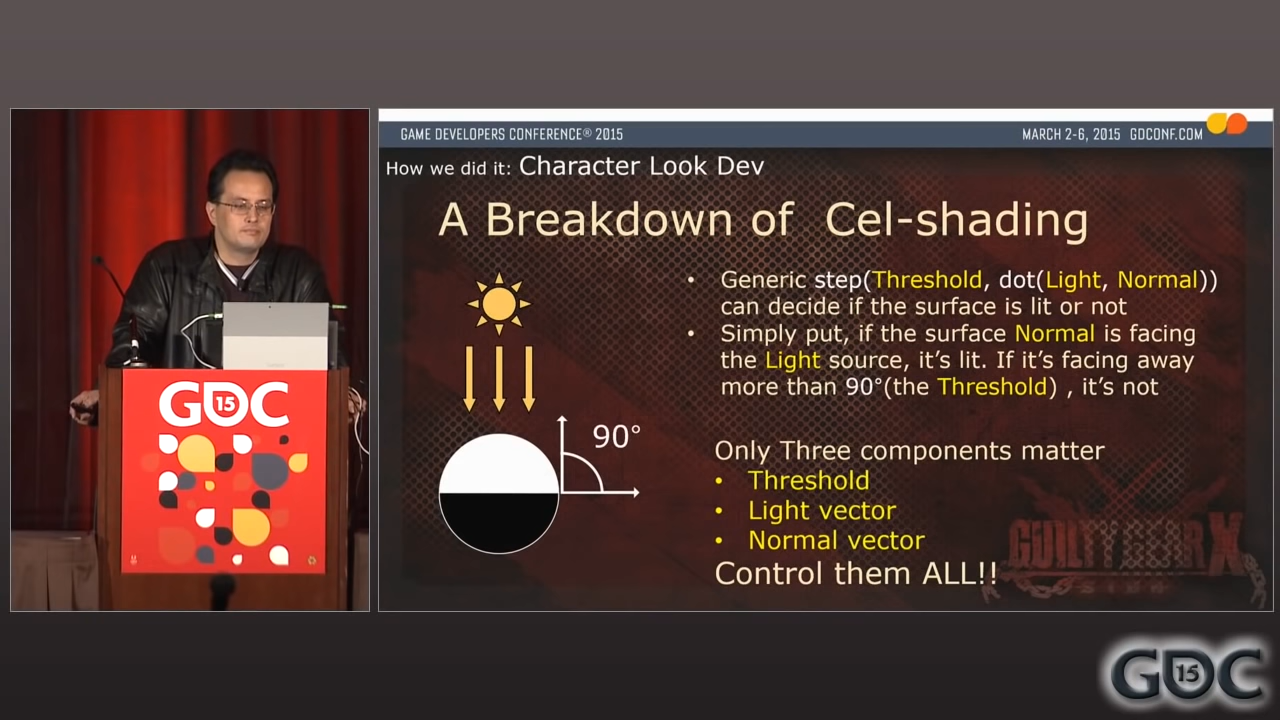 GAME DEVELOPERS CONFERENCE® 2015
MARCH 2-6, 2015 GDCONF.COM
How we did it: Character Look Dev
A Breakdown of Cel-shading
• Generic step(Threshold, dot(Light, Normal))
can decide if the surface is lit or not
• Simply put, if the surface Normal is facing
the Light source, it’s lit. If it’s facing away
more than 90°(the Threshold) , it’s not
90°
Only Three components matter
• Threshold
• Light vector
• Normal vector
Control them ALL!!
GUILTY GEAR X
GDC
15
GDC
15